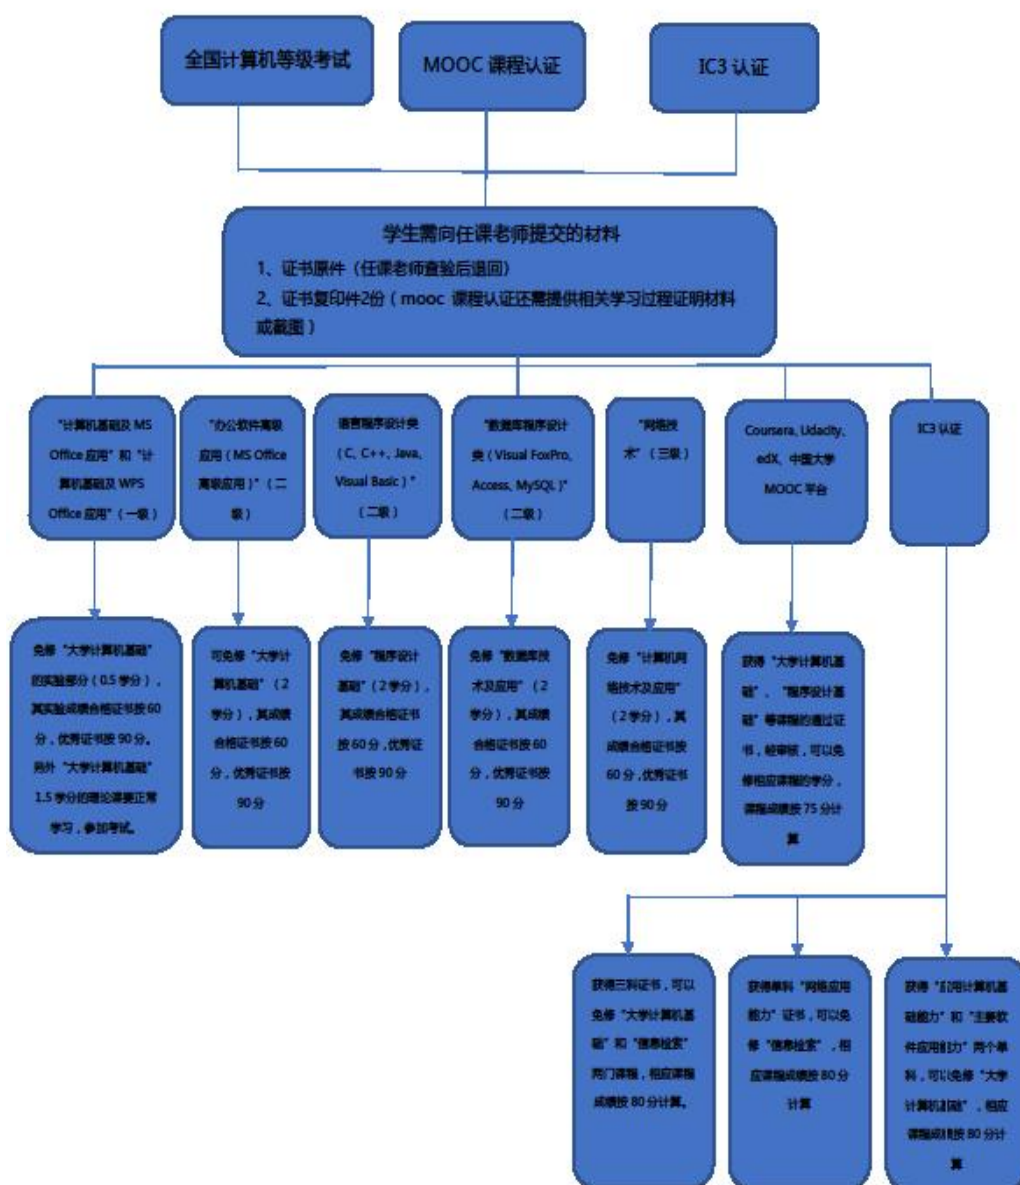 全国计算机等级考试
MOOC 课程认证
IC3 认证
学生需向任课老师提交的材料
1、证书原件（任课老师查验后退回）
2、证书复印件2份（mooc 课程认证还需提供相关学习过程证明材料
或截图）
“计算机基础及 MS
Office 应用”和“计
算机基础及 WPS
Office 应用”（一级）
“办公软件高级
应用（MS Office
高级应用）”（二
级）
语言程序设计类
（C、C++、Java、
Visual Basic）”
（二级）
“数据库程序设计
类（Visual FoxPro、
Access、MySQL）”
（二级）
“网络技
术”（三级）
Coursera、Udacity、
edX、中国大学
MOOC 平台
IC3 认证
免修“大学计算机基础”
的实验部分（0.5 学分），
其实验成绩合格证书按 60
分，优秀证书按 90 分。
另外“大学计算机基础”
1.5 学分的理论课要正常
学习，参加考试。
可免修“大学计
算机基础”（2
学分），其成绩
合格证书按 60
分，优秀证书按
90 分
免修“程序设计
基础”（2 学分），
其成绩合格证书
按 60 分，优秀证
书按 90 分
免修“数据库技
术及应用”（2
学分），其成绩
合格证书按 60
分，优秀证书按
90 分
免修“计算机网
络技术及应用”
（2 学分），其
成绩合格证书按
60 分，优秀证书
按 90 分
获得“大学计算机基
础”、“程序设计基
础”等课程的通过证
书，经审核，可以免
修相应课程的学分，
课程成绩按 75 分计
算
获得三科证书，可以
免修“大学计算机基
础”和“信息检索”
两门课程，相应课程
成绩按 80 分计算。
获得单科“网络应用
能力”证书，可以免
修“信息检索”，相
应课程成绩按 80 分
计算
获得“应用计算机基
础能力”和“主要软
件应用能力”两个单
科，可以免修“大学
计算机基础”，相应
课程成绩按 80 分计
算